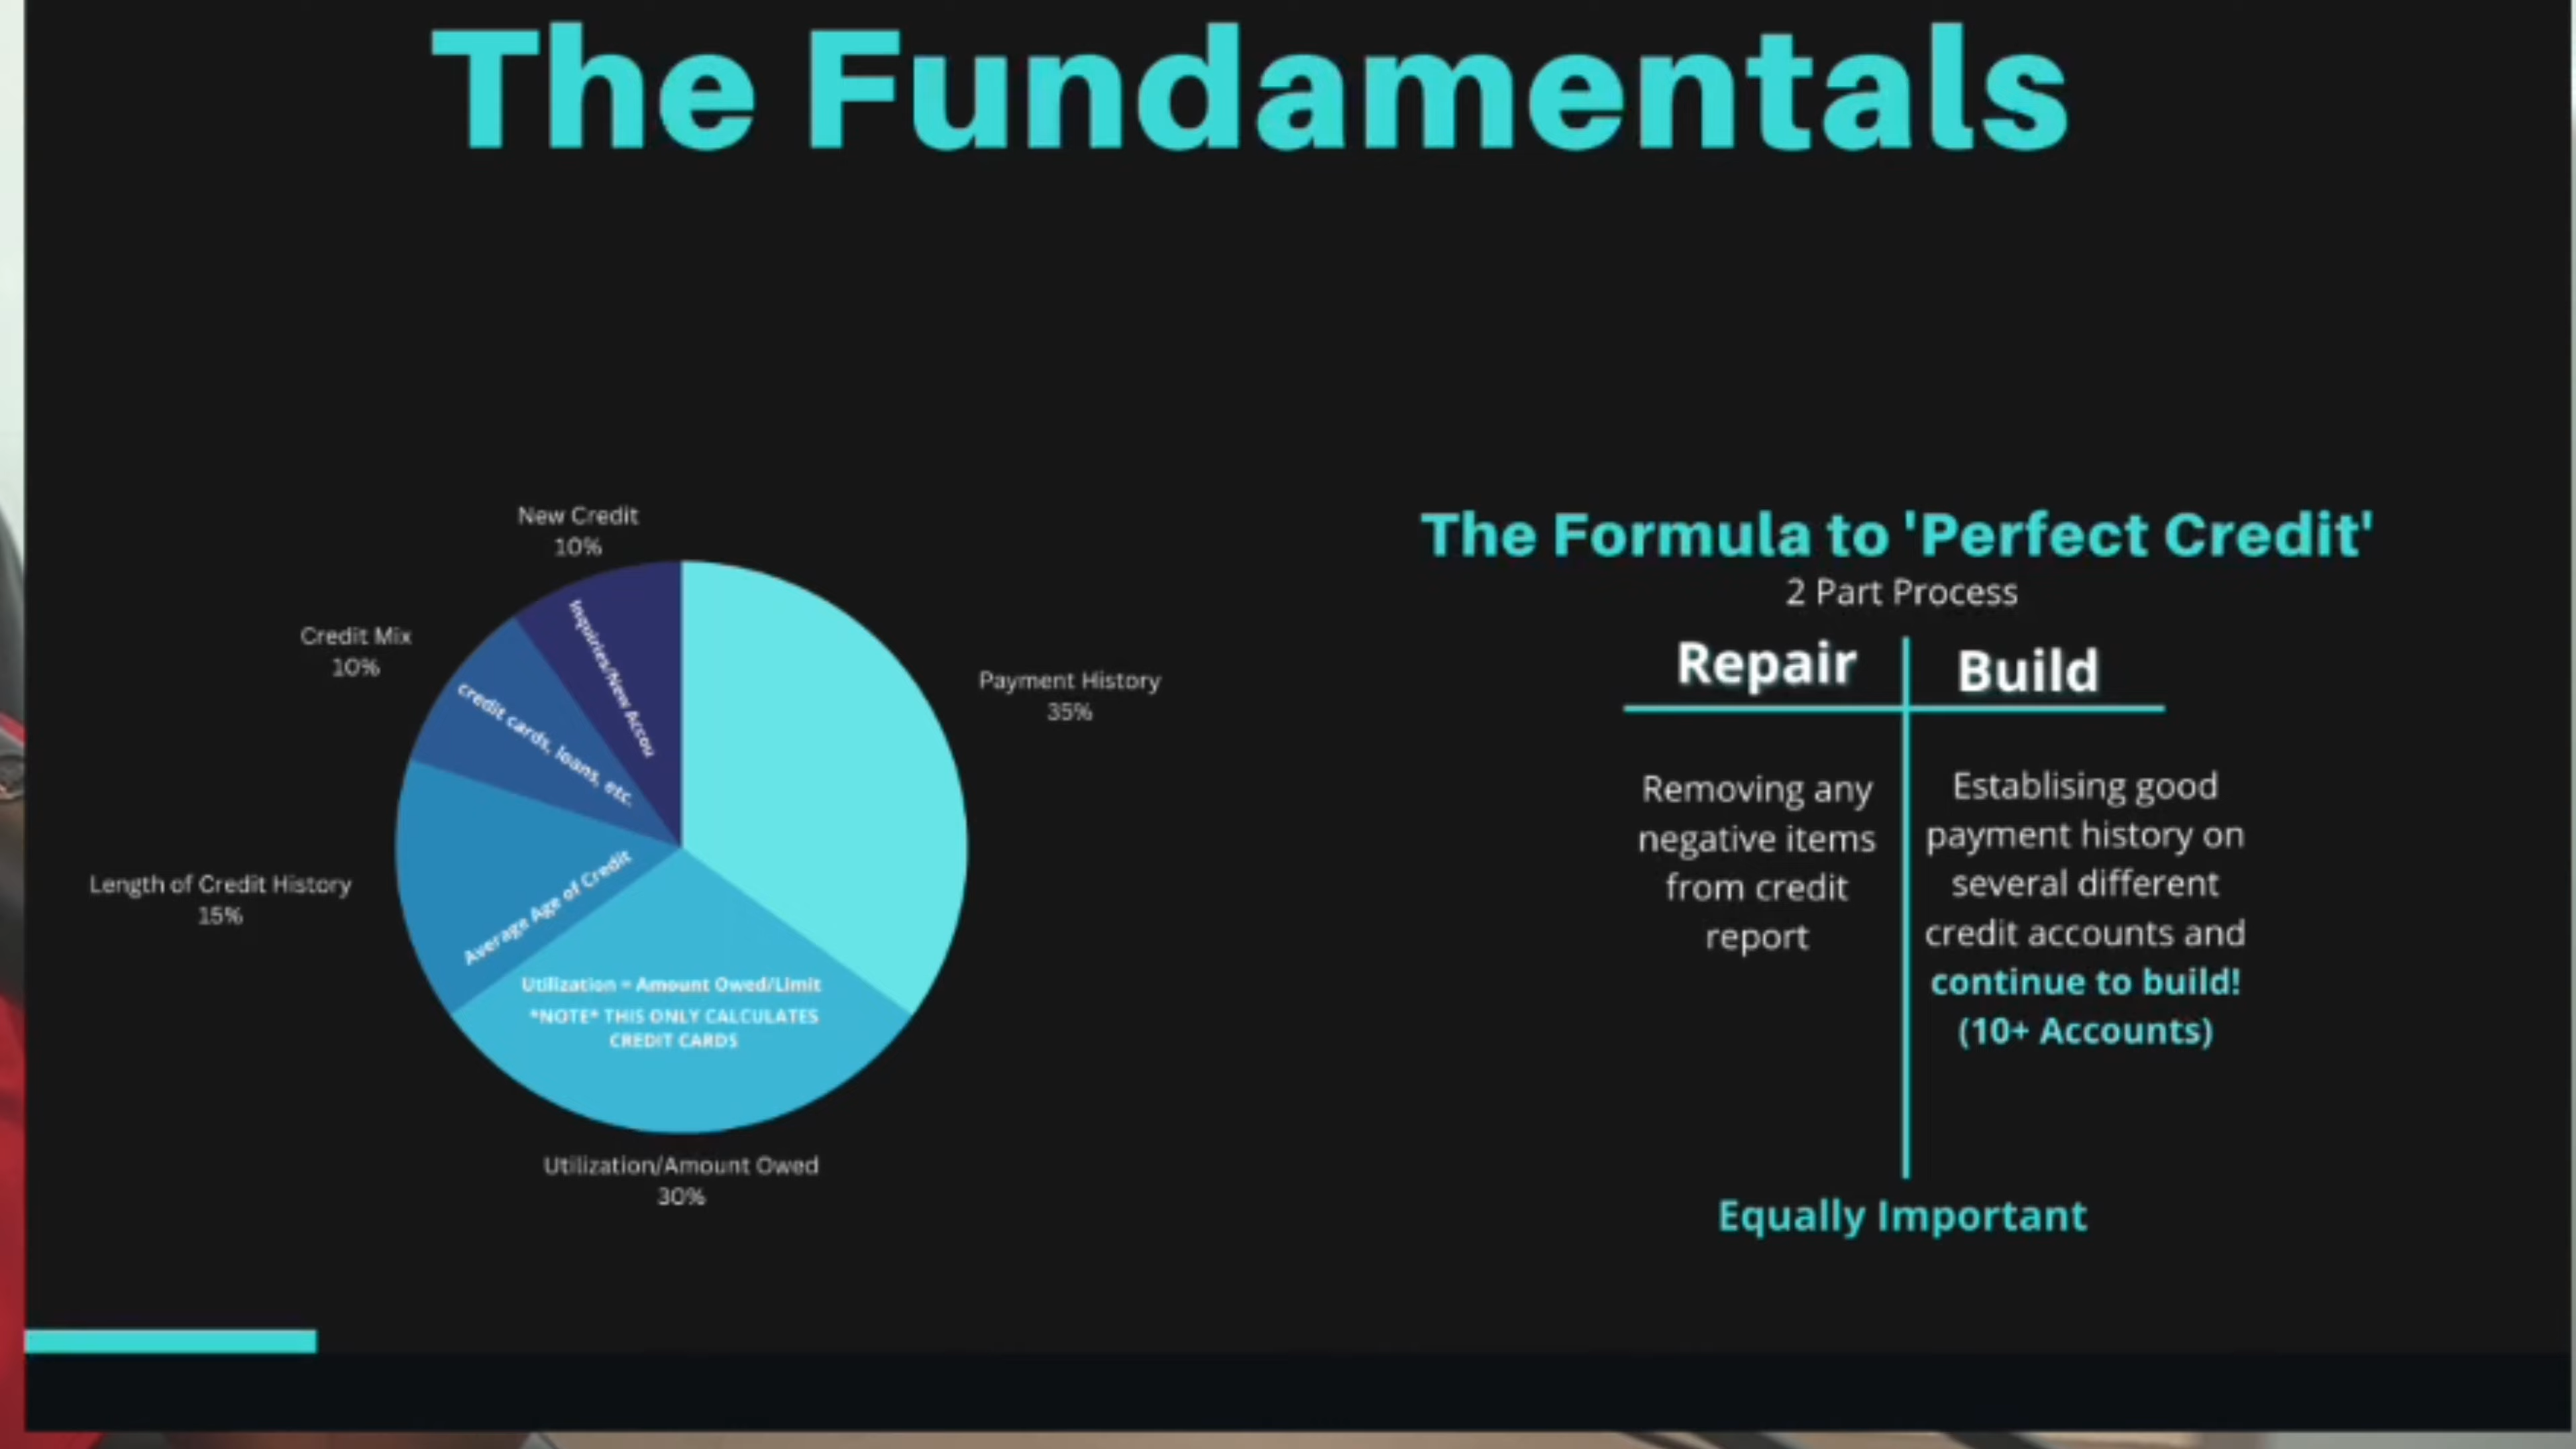 The Fundamentals
New Credit
10%
Inquiries/New Accou
Credit Mix
10%
credit cards, loans, etc.
Payment History
35%
Length of Credit History
15%
Average Age of Credit
Utilization = Amount Owed/Limit
*NOTE* THIS ONLY CALCULATES
CREDIT CARDS
Utilization/Amount Owed
30%
The Formula to 'Perfect Credit'
2 Part Process
Repair
Build
Removing any
negative items
from credit
report
Establising good
payment history on
several different
credit accounts and
continue to build!
(10+ Accounts)
Equally Important